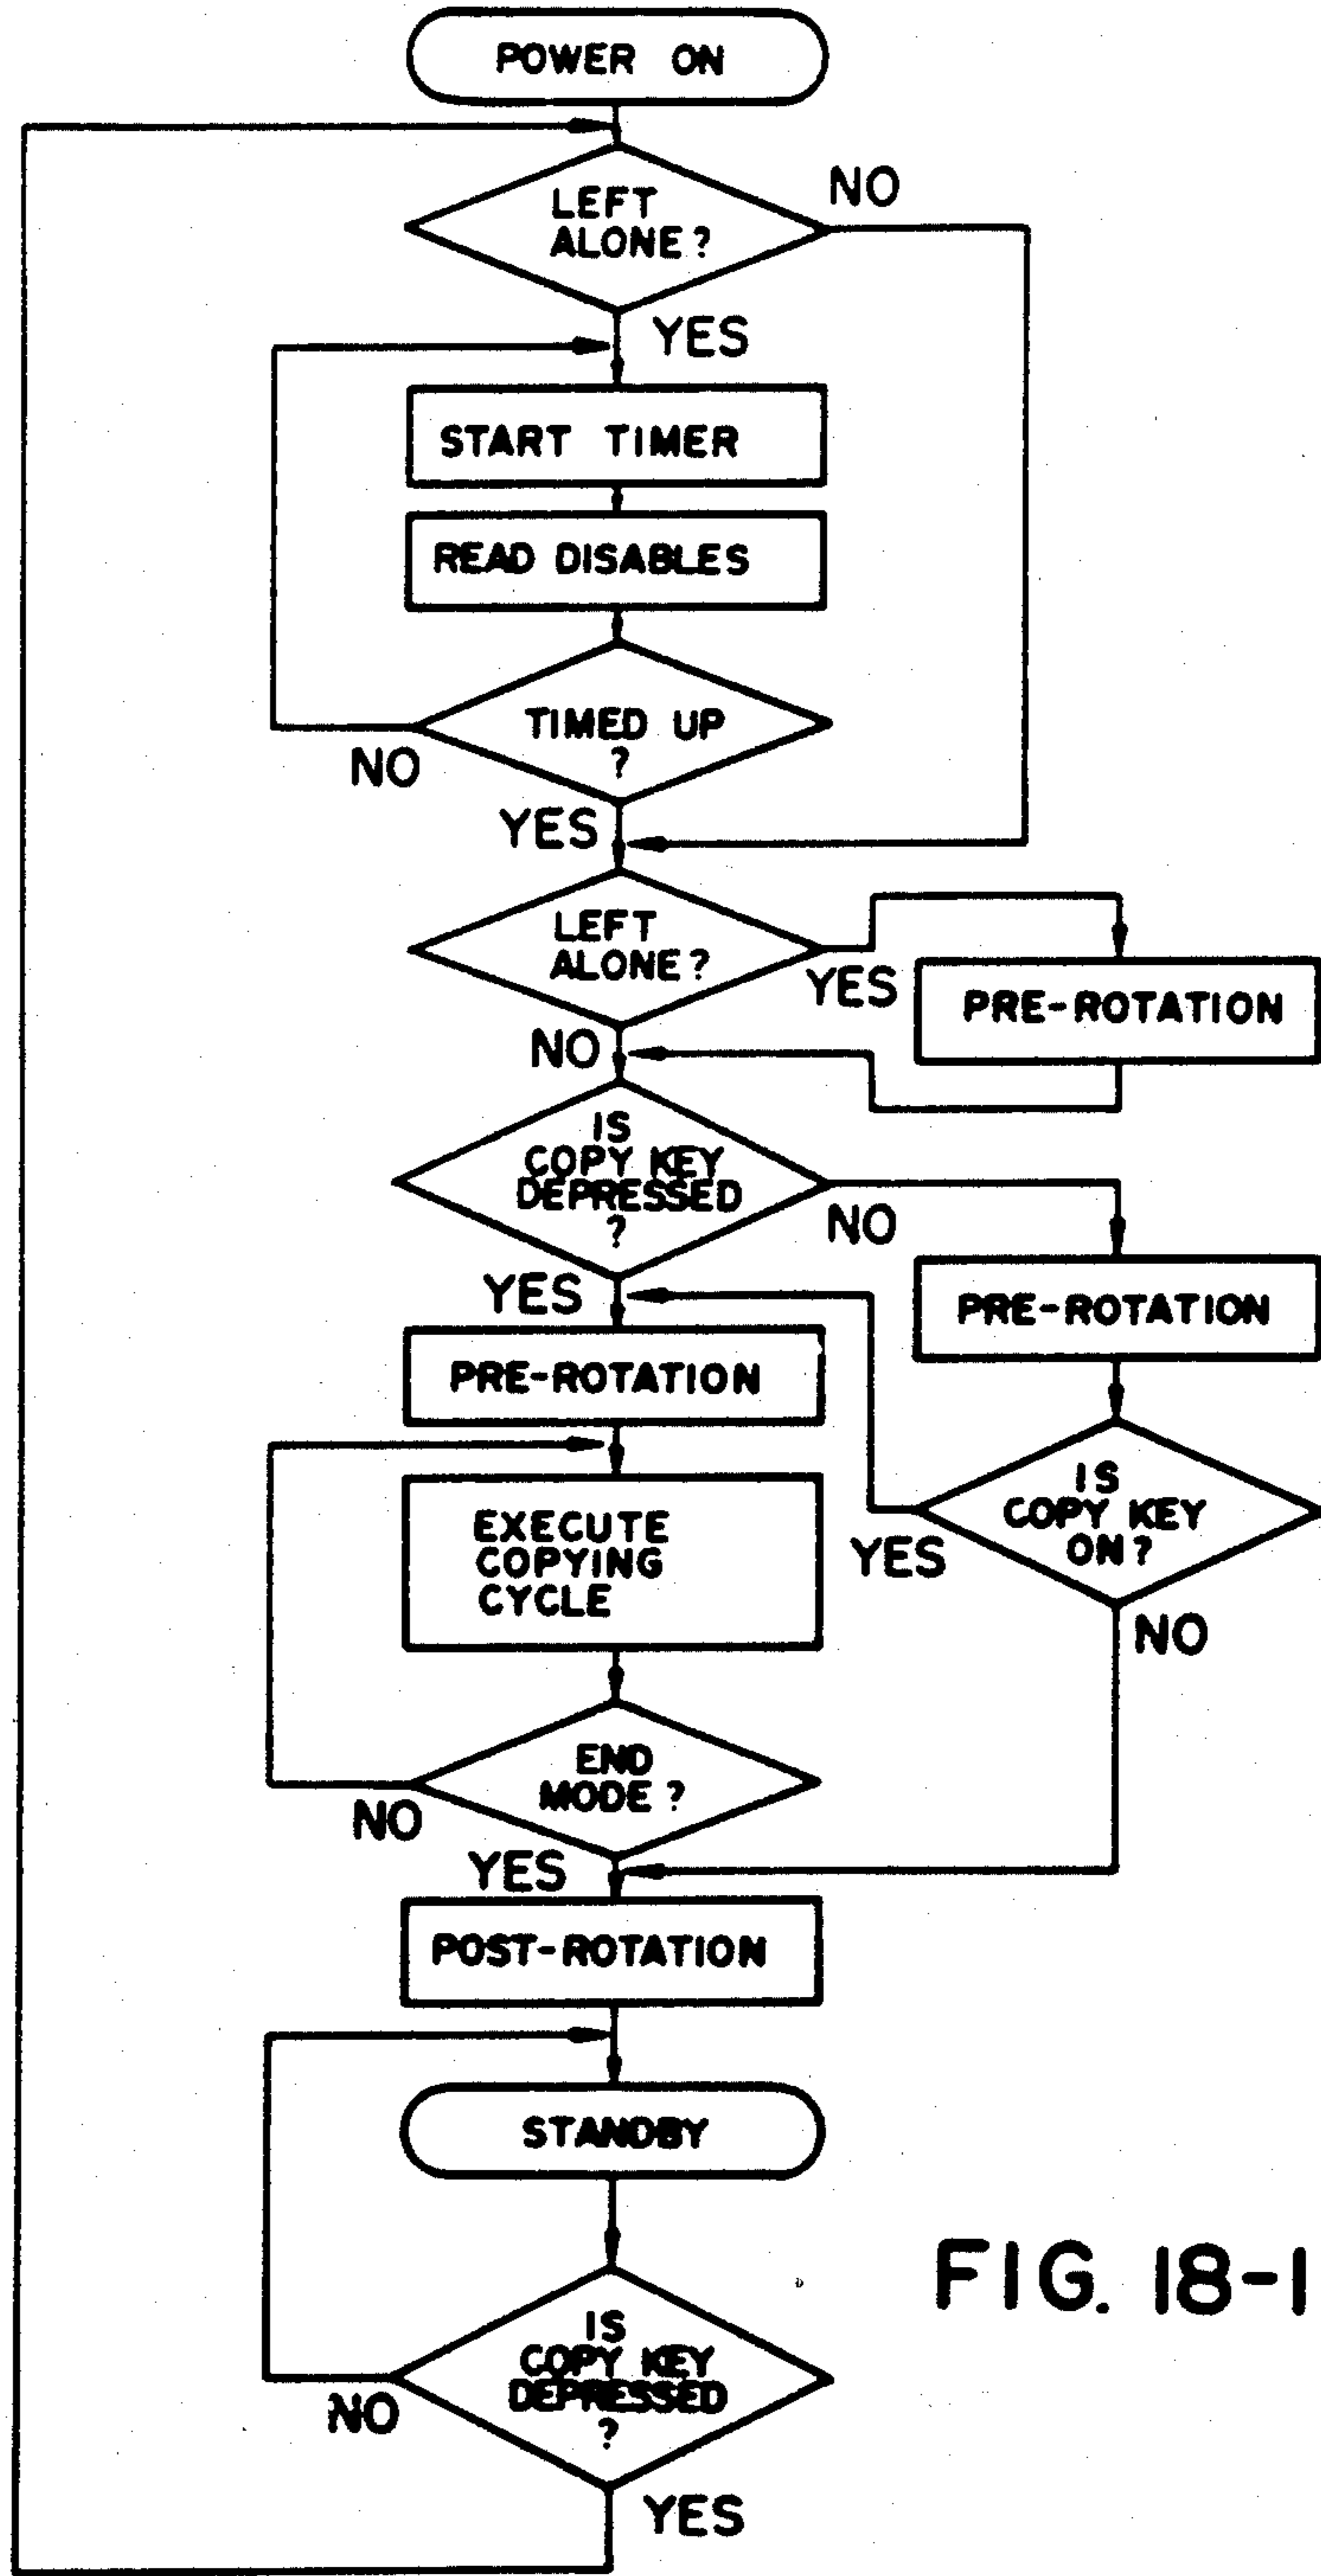 POWER ON
LEFT
ALONE?
NO
YES
START TIMER
READ DISABLES
TIMED UP
?
NO
YES
LEFT
ALONE?
YES
PRE-ROTATION
NO
IS
COPY KEY
DEPRESSED
?
NO
YES
PRE-ROTATION
PRE-ROTATION
IS
COPY KEY
ON?
YES
NO
EXECUTE
COPYING
CYCLE
END
MODE?
NO
YES
POST-ROTATION
STANDBY
IS
COPY KEY
DEPRESSED
?
NO
YES
FIG. 18-1